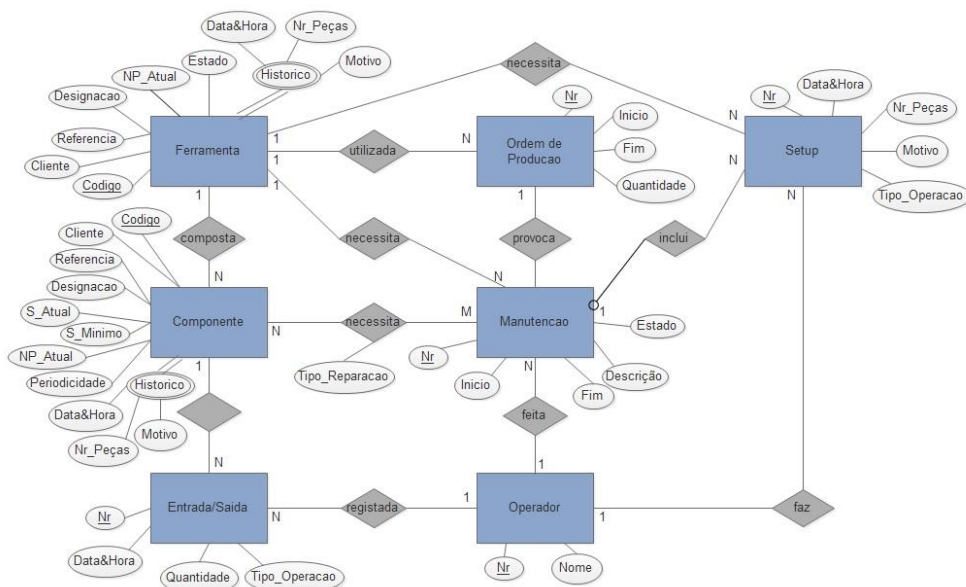 Data&Hora
Nr_Peças
Estado
Historico
Motivo
NP_Atual
Designacao
Referencia
Cliente
Codigo
Ferramenta
necessita
1
N
utilizada
1
N
Nr
Ordem de
Producao
Inicio
Fim
Quantidade
Nr
Data&Hora
Nr_Peças
Motivo
Tipo_Operacao
Setup
N
N
1
1
1
composta
necessita
provoca
inclui
N
N
1
Codigo
Cliente
Referencia
Designacao
S_Atual
S_Minimo
NP_Atual
Periodicidade
Historico
Data&Hora
Nr_Peças
Motivo
Componente
N
necessita
M
Tipo_Reparacao
Manutencao
Estado
Descrição
Fim
Inicio
Nr
1
N
feita
N
1
Entrada/Saida
N
registada
1
Operador
1
faz
Nr
Data&Hora
Quantidade
Tipo_Operacao
Nr
Nome